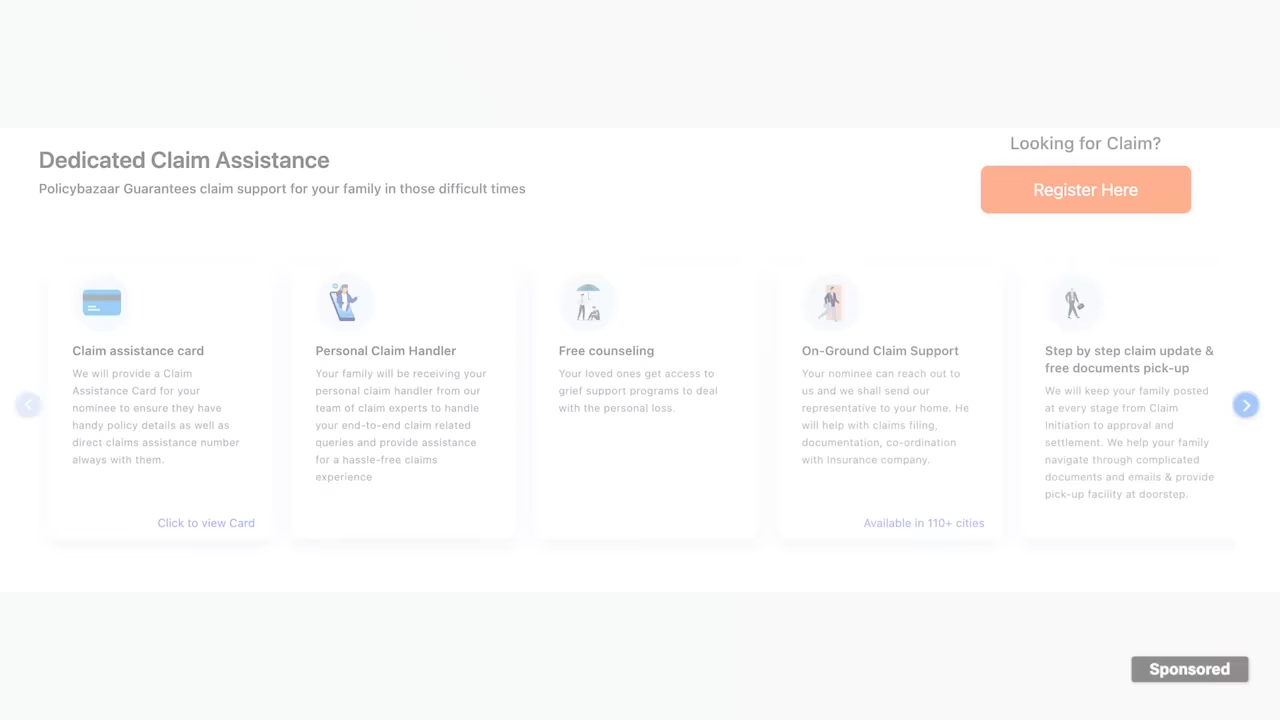 Dedicated Claim Assistance
Policybazaar Guarantees claim support for your family in those difficult times
Looking for Claim?
Register Here
Claim assistance card
We will provide a Claim
Assistance Card for your
nominee to ensure they have
handy policy details as well as
direct claims assistance number
always with them.
Click to view Card
Personal Claim Handler
Your family will be receiving your
personal claim handler from our
team of claim experts to handle
your end-to-end claim related
queries and provide assistance
for a hassle-free claims
experience
Free counseling
Your loved ones get access to
grief support programs to deal
with the personal loss.
On-Ground Claim Support
Your nominee can reach out to
us and we shall send our
representative to your home. He
will help with claims filing,
documentation, co-ordination
with Insurance company.
Available in 110+ cities
Step by step claim update &
free documents pick-up
We will keep your family posted
at every stage from Claim
Initiation to approval and
settlement. We help your family
navigate through complicated
documents and emails & provide
pick-up facility at doorstep.
Sponsored